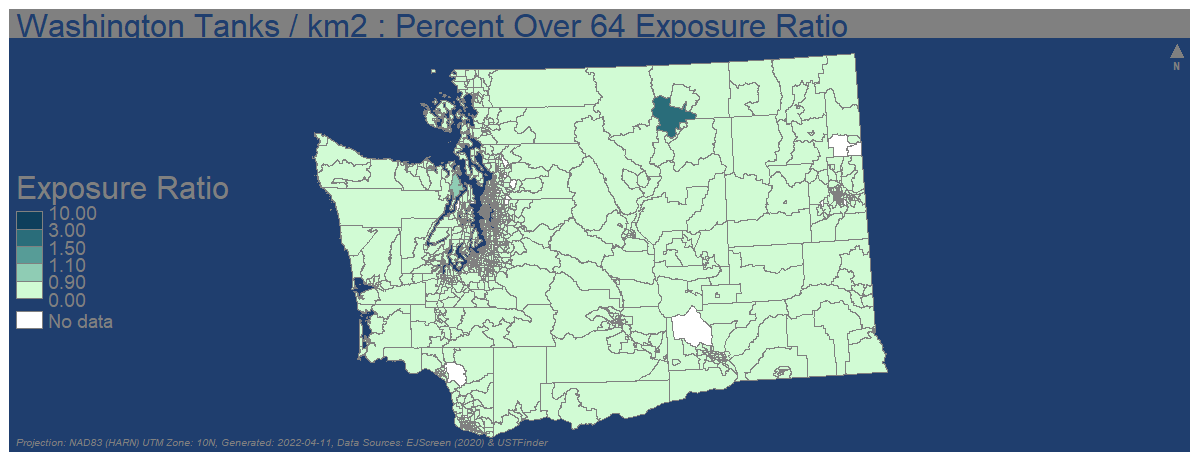 Washington Tanks / km2 : Percent Over 64 Exposure Ratio
N
Exposure Ratio
10.00
3.00
1.50
1.10
0.90
0.00
No data
Projection: NAD83 (HARN) UTM Zone: 10N, Generated: 2022-04-11, Data Sources: EJScreen (2020) & USTFinder